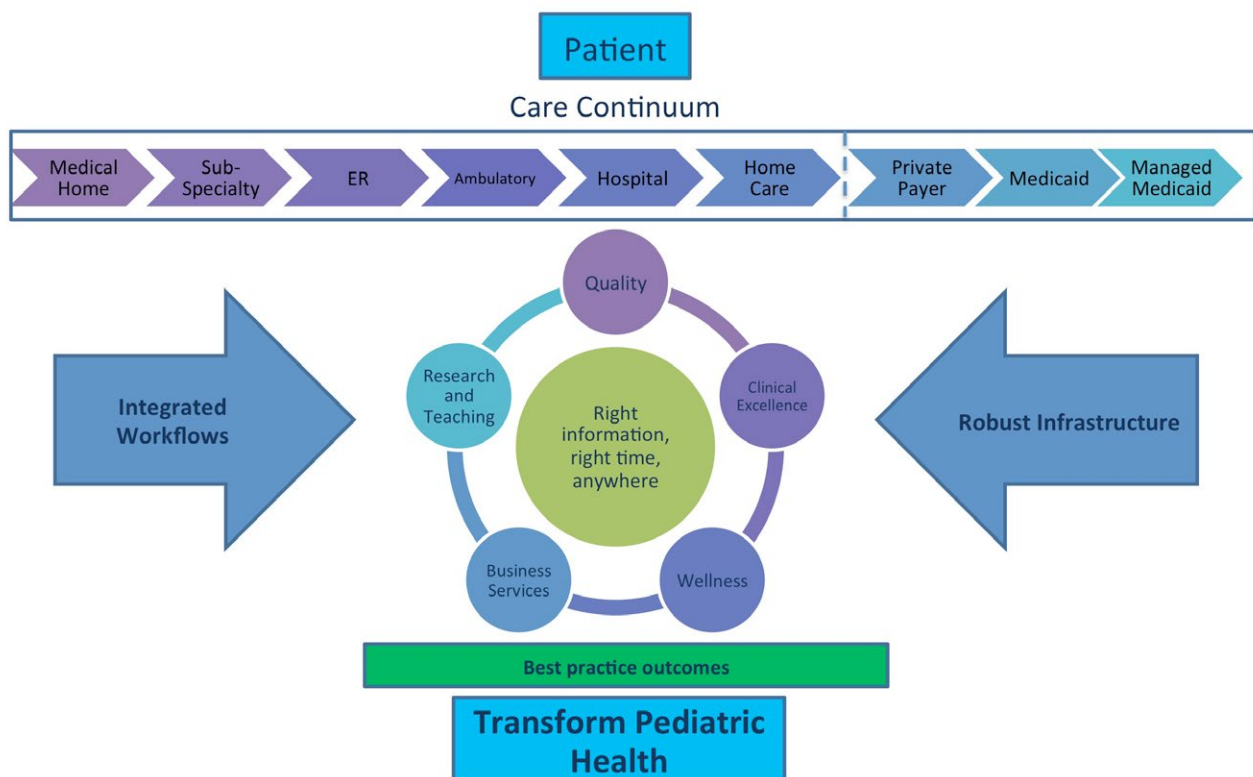 Patient
Care Continuum
Medical
Home
Sub-
Specialty
ER
Ambulatory
Hospital
Home
Care
Private
Payer
Medicaid
Managed
Medicaid
Quality
Research
and
Teaching
Clinical
Excellence
Right
information,
right time,
anywhere
Integrated
Workflows
Robust Infrastructure
Business
Services
Wellness
Best practice outcomes
Transform Pediatric
Health